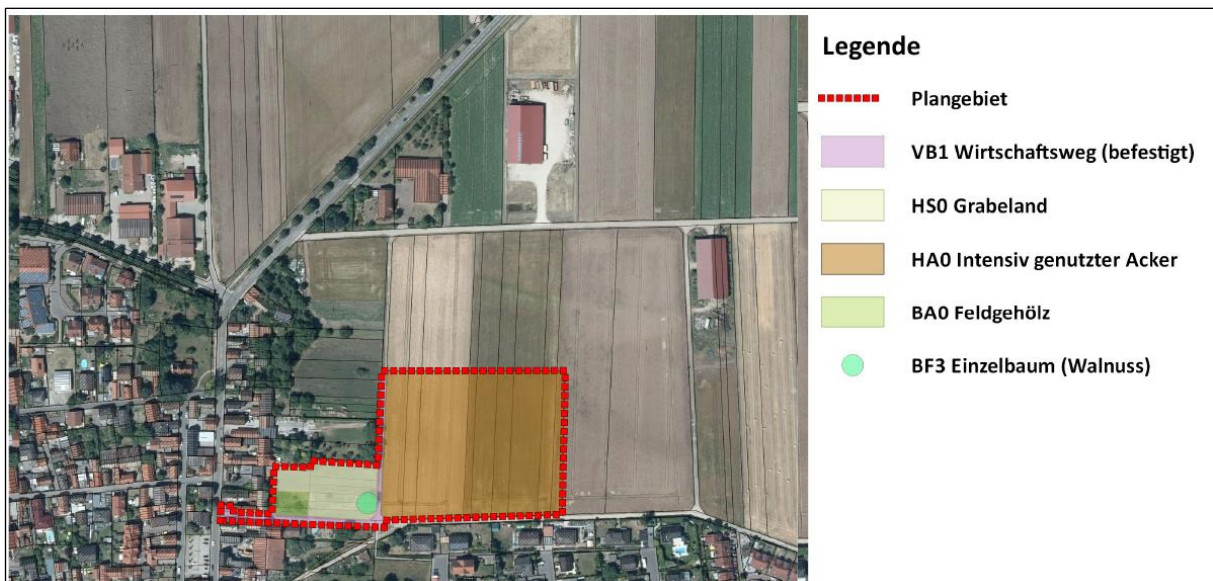 Legende
Plangebiet
VB1 Wirtschaftsweg (befestigt)
HS0 Grabeland
HA0 Intensiv genutzter Acker
BA0 Feldgehölz
BF3 Einzelbaum (Walnuss)